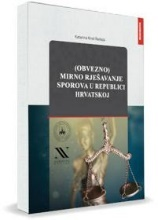 (OBVEZNO)
MIRNO RJEŠAVANJE
SPOROVA U REPUBLICI
HRVATSKOJ